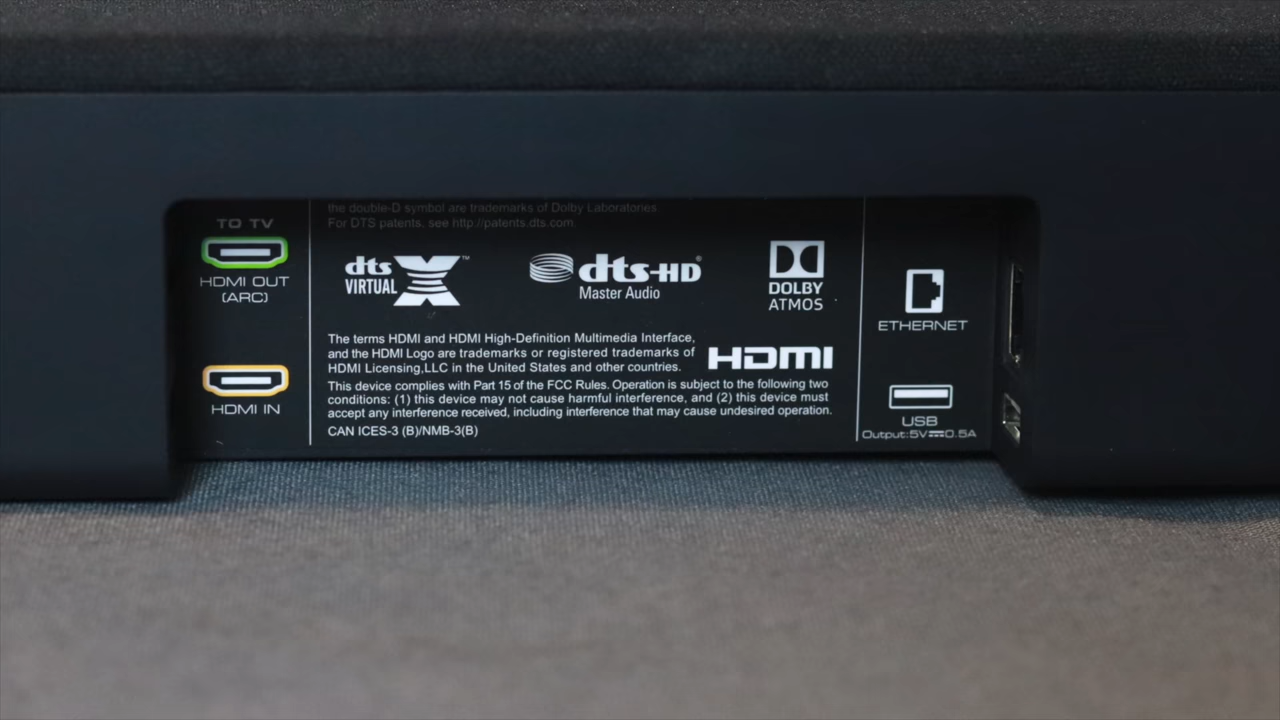 TO TV
HDMI OUT
(ARC)
HDMI IN
the double-D symbol are trademarks of Dolby Laboratories.
For DTS patents, see http://patents.dts.com.
dts
VIRTUAL X™
dts-HD®
Master Audio
DOLBY
ATMOS
The terms HDMI and HDMI High-Definition Multimedia Interface,
and the HDMI Logo are trademarks or registered trademarks of
HDMI Licensing,LLC in the United States and other countries.
HDMI
This device complies with Part 15 of the FCC Rules. Operation is subject to the following two
conditions: (1) this device may not cause harmful interference, and (2) this device must
accept any interference received, including interference that may cause undesired operation.
CAN ICES-3 (B)/NMB-3(B)
ETHERNET
USB
Output:5V⎓0.5A